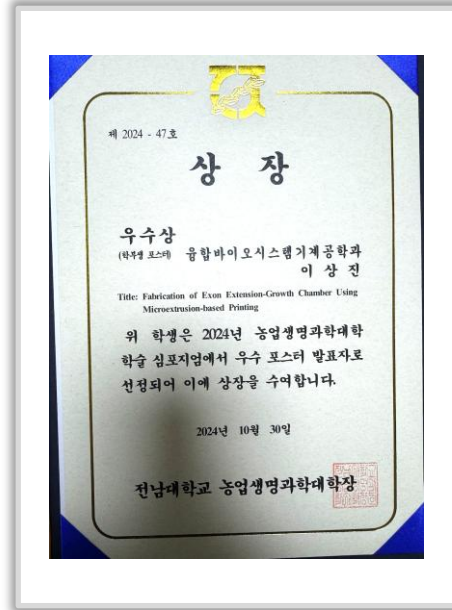 제 2024 - 47호
상 장
우수상
(학부생 포스터) 융합바이오시스템기계공학과
이 상 진
Title: Fabrication of Exon Extension-Growth Chamber Using
Microextrusion-based Printing
위 학생은 2024년 농업생명과학대학
학술 심포지엄에서 우수 포스터 발표자로
선정되어 이에 상장을 수여합니다.
2024년 10월 30일
전남대학교 농업생명과학대학장